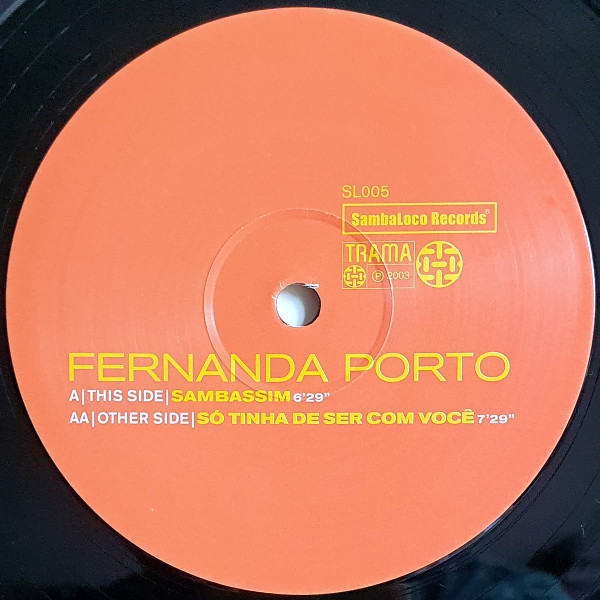 SL005
SambaLoco Records®
TRAMA
℗ 2003
FERNANDA PORTO
A|THIS SIDE|SAMBASSIM 6'29"
AA|OTHER SIDE|SÓ TINHA DE SER COM VOCÊ 7'29"